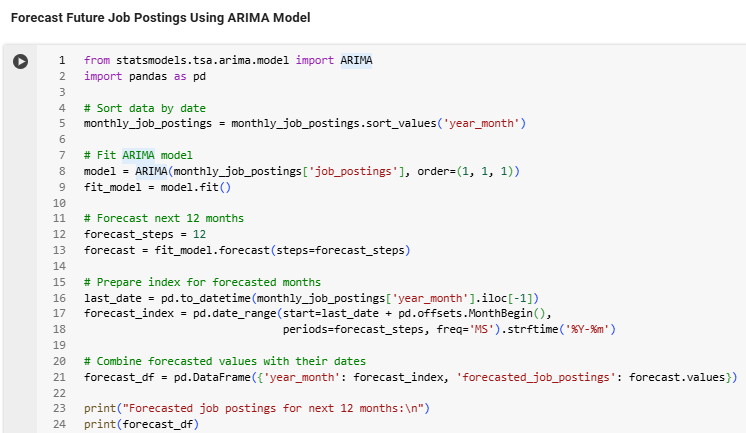 Forecast Future Job Postings Using ARIMA Model
1 from statsmodels.tsa.arima.model import ARIMA
2 import pandas as pd
3
4 # Sort data by date
5 monthly_job_postings = monthly_job_postings.sort_values('year_month')
6
7 # Fit ARIMA model
8 model = ARIMA(monthly_job_postings['job_postings'], order=(1, 1, 1))
9 fit_model = model.fit()
10
11 # Forecast next 12 months
12 forecast_steps = 12
13 forecast = fit_model.forecast(steps=forecast_steps)
14
15 # Prepare index for forecasted months
16 last_date = pd.to_datetime(monthly_job_postings['year_month'].iloc[-1])
17 forecast_index = pd.date_range(start=last_date + pd.offsets.MonthBegin(),
18                                periods=forecast_steps, freq='MS').strftime('%Y-%m')
19
20 # Combine forecasted values with their dates
21 forecast_df = pd.DataFrame({'year_month': forecast_index, 'forecasted_job_postings': forecast.values})
22
23 print("Forecasted job postings for next 12 months:\n")
24 print(forecast_df)